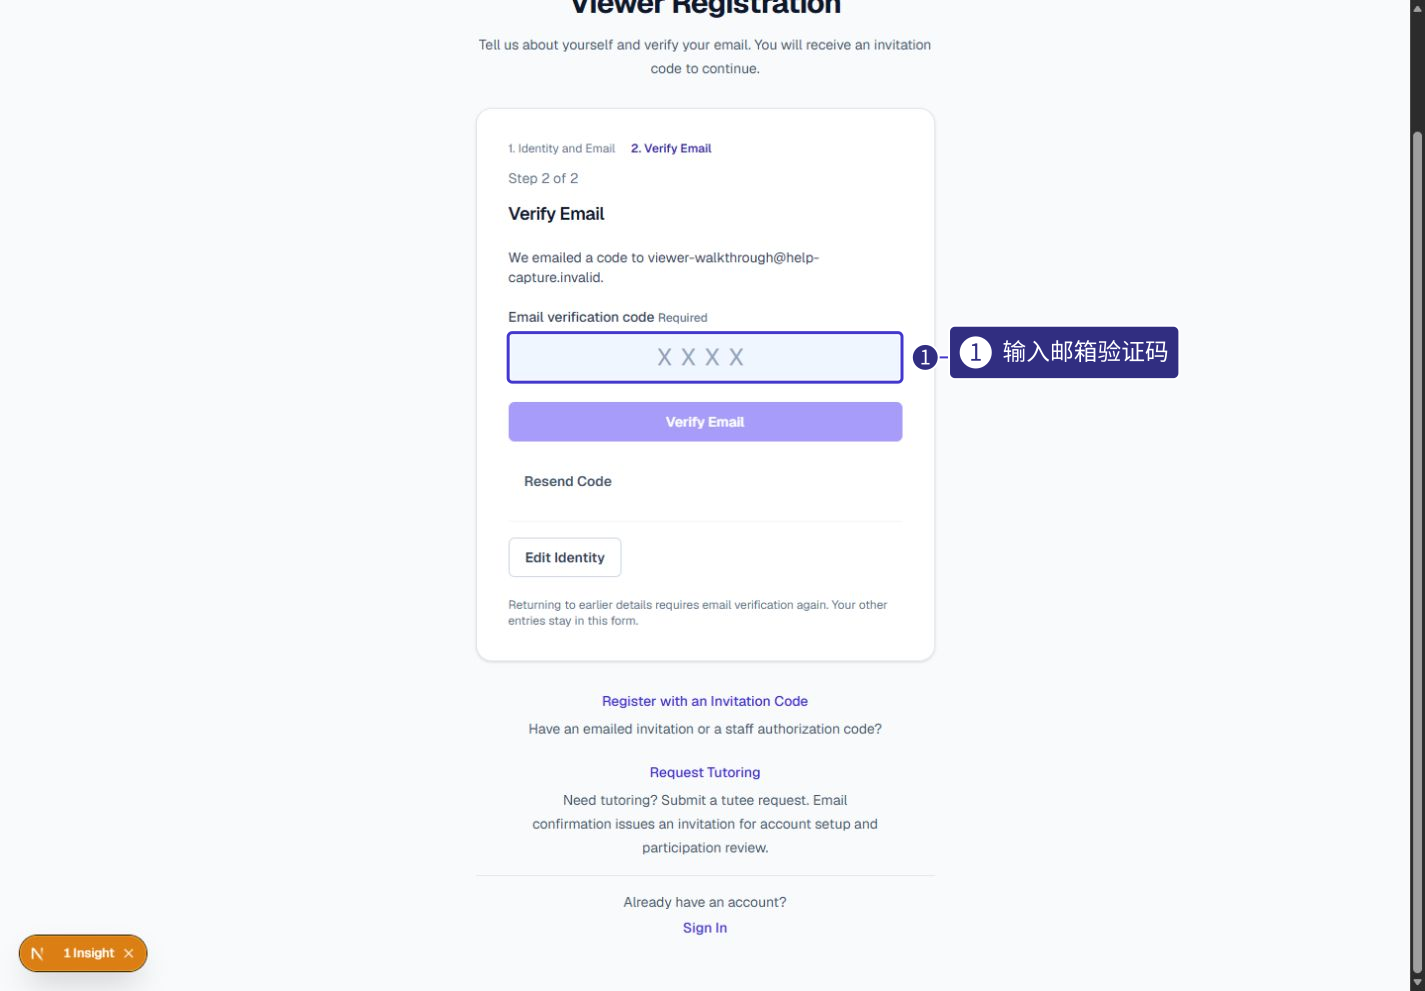 Viewer Registration
Tell us about yourself and verify your email. You will receive an invitation
code to continue.
1. Identity and Email 2. Verify Email
Step 2 of 2
Verify Email
We emailed a code to viewer-walkthrough@help-
capture.invalid.
Email verification code Required
X X X X
1
1 输入邮箱验证码
Verify Email
Resend Code
Edit Identity
Returning to earlier details requires email verification again. Your other
entries stay in this form.
Register with an Invitation Code
Have an emailed invitation or a staff authorization code?
Request Tutoring
Need tutoring? Submit a tutee request. Email
confirmation issues an invitation for account setup and
participation review.
Already have an account?
Sign In
N 1 Insight ×